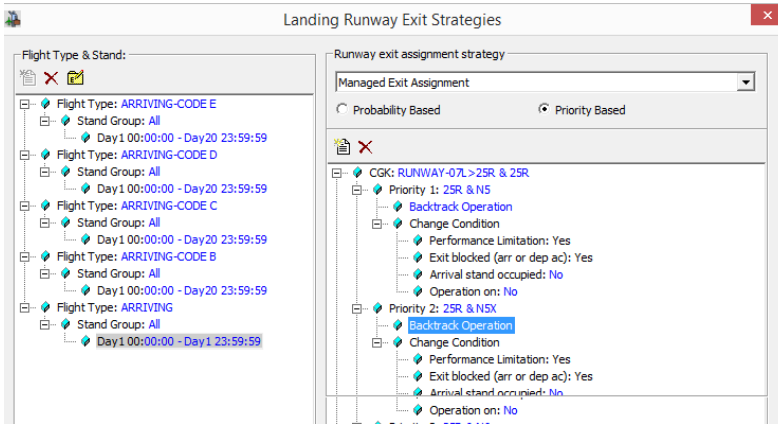 Landing Runway Exit Strategies
Flight Type & Stand:
Flight Type: ARRIVING-CODE E
Stand Group: All
Day1 00:00:00 - Day20 23:59:59
Flight Type: ARRIVING-CODE D
Stand Group: All
Day1 00:00:00 - Day20 23:59:59
Flight Type: ARRIVING-CODE C
Stand Group: All
Day1 00:00:00 - Day20 23:59:59
Flight Type: ARRIVING-CODE B
Stand Group: All
Day1 00:00:00 - Day20 23:59:59
Flight Type: ARRIVING
Stand Group: All
Day1 00:00:00 - Day1 23:59:59
Runway exit assignment strategy
Managed Exit Assignment
Probability Based
Priority Based
CGK: RUNWAY-07L>25R & 25R
Priority 1: 25R & N5
Backtrack Operation
Change Condition
Performance Limitation: Yes
Exit blocked (arr or dep ac): Yes
Arrival stand occupied: No
Operation on: No
Priority 2: 25R & N5X
Backtrack Operation
Change Condition
Performance Limitation: Yes
Exit blocked (arr or dep ac): Yes
Arrival stand occupied: No
Operation on: No